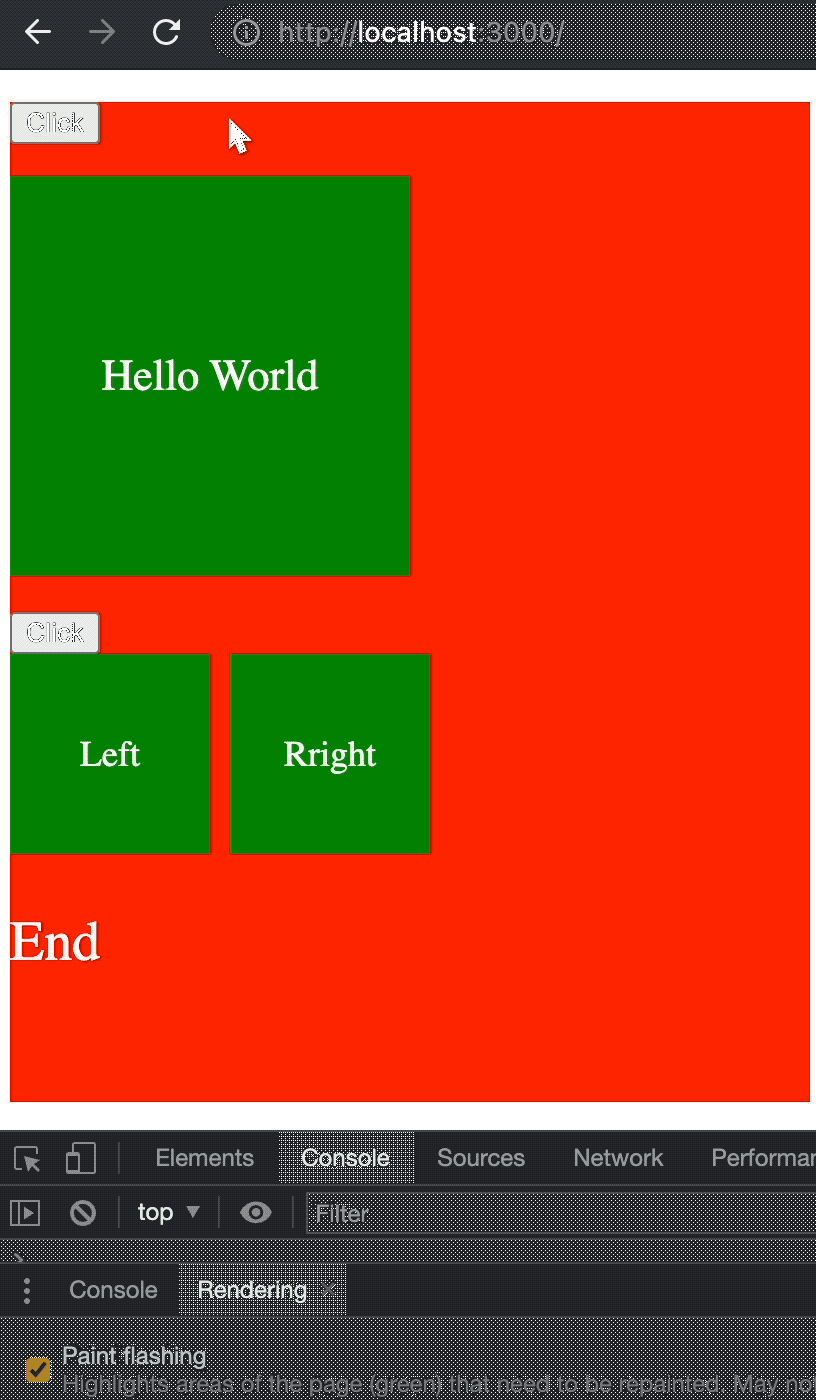 http://localhost:3000/
Click
Hello World
Click
Left Rright
End
Elements Console Sources Network Performan
top Filter
Console Rendering
Paint flashing
Highlights areas of the page (green) that need to be repainted. May no